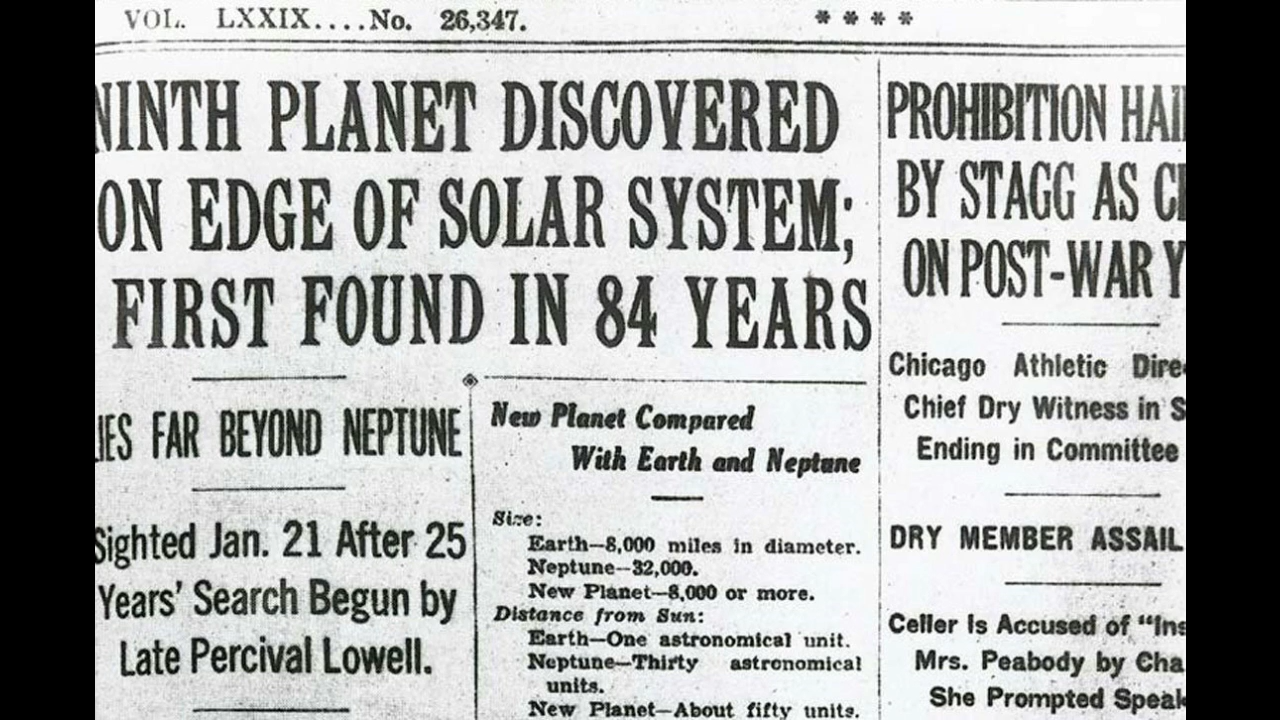 VOL. LXXIX....No. 26,347.
* * * *
NINTH PLANET DISCOVERED
ON EDGE OF SOLAR SYSTEM;
FIRST FOUND IN 84 YEARS
LIES FAR BEYOND NEPTUNE
Sighted Jan. 21 After 25
Years' Search Begun by
Late Percival Lowell.
New Planet Compared
With Earth and Neptune
Size:
Earth—8,000 miles in diameter.
Neptune—32,000.
New Planet—8,000 or more.
Distance from Sun:
Earth—One astronomical unit.
Neptune—Thirty astronomical
units.
New Planet—About fifty units.
PROHIBITION HAI
BY STAGG AS
ON POST-WAR Y
Chicago Athletic Dire
Chief Dry Witness in S
Ending in Committee
DRY MEMBER ASSAIL
Celler Is Accused of "Ins
Mrs. Peabody by Cha
She Prompted Speak